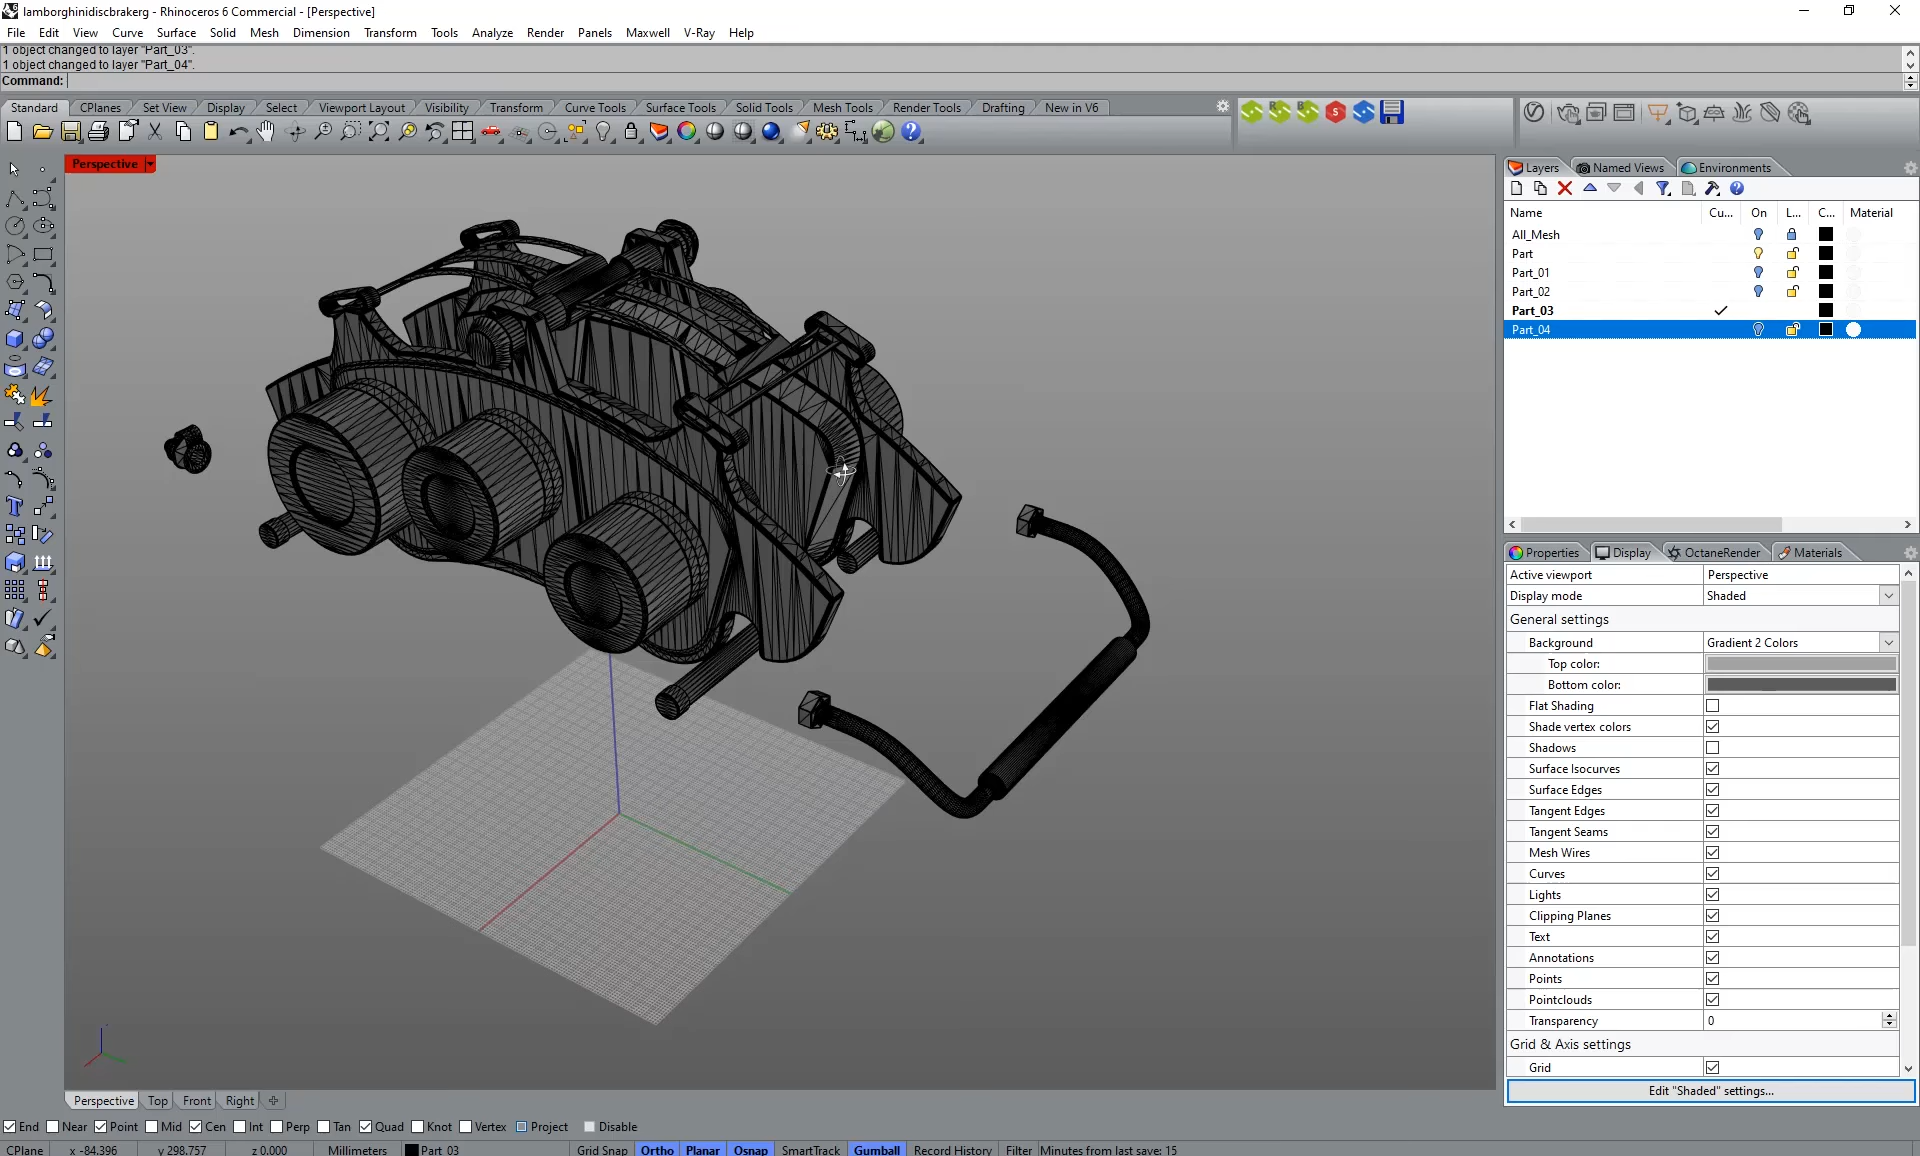 lamborghinidiscbrakerg - Rhinoceros 6 Commercial - [Perspective]
File Edit View Curve Surface Solid Mesh Dimension Transform Tools Analyze Render Panels Maxwell V-Ray Help
1 object changed to layer "Part_03".
1 object changed to layer "Part_04".
Command:
Standard CPlanes Set View Display Select Viewport Layout Visibility Transform Curve Tools Surface Tools Solid Tools Mesh Tools Render Tools Drafting New in V6
Perspective
Layers Named Views Environments
Name Cu... On L... C... Material
All_Mesh
Part
Part_01
Part_02
Part_03
Part_04
Properties Display OctaneRender Materials
Active viewport Perspective
Display mode Shaded
General settings
Background Gradient 2 Colors
Top color:
Bottom color:
Flat Shading
Shade vertex colors
Shadows
Surface Isocurves
Surface Edges
Tangent Edges
Tangent Seams
Mesh Wires
Curves
Lights
Clipping Planes
Text
Annotations
Points
Pointclouds
Transparency 0
Grid & Axis settings
Grid
Edit "Shaded" settings...
Perspective Top Front Right
End Near Point Mid Cen Int Perp Tan Quad Knot Vertex Project Disable
CPlane x -84.396 y 298.757 z 0.000 Millimeters Part_03 Grid Snap Ortho Planar Osnap SmartTrack Gumball Record History Filter Minutes from last save: 15